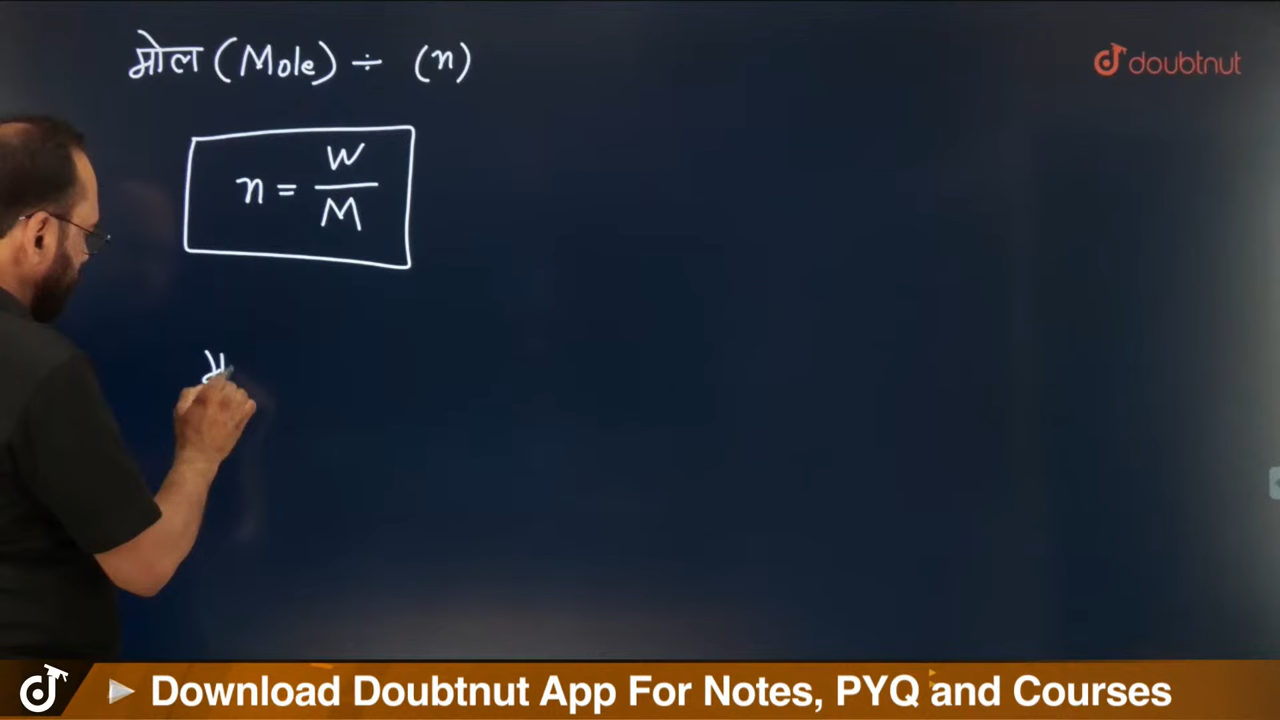 मोल (Mole) ÷ (n)
doubtnut
n = W
M
Download Doubtnut App For Notes, PYQ and Courses